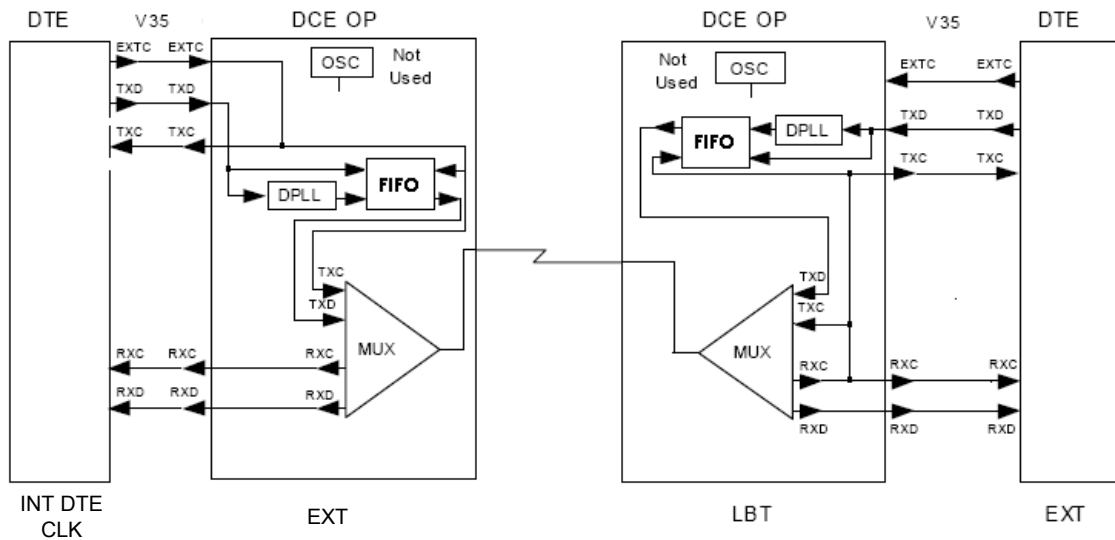 DTE V35 DCE OP DCE OP V35 DTE
EXTC EXTC
OSC
Not
Used
TXD TXD
TXC TXC
FIFO
DPLL
TXC
TXD
MUX
RXC RXC RXC
RXD RXD RXD
INT DTE
CLK
EXT
Not
Used
OSC
EXTC EXTC
FIFO
DPLL
TXD TXD
TXC TXC
TXD
TXC
MUX
RXC RXC RXC
RXD RXD RXD
LBT
EXT